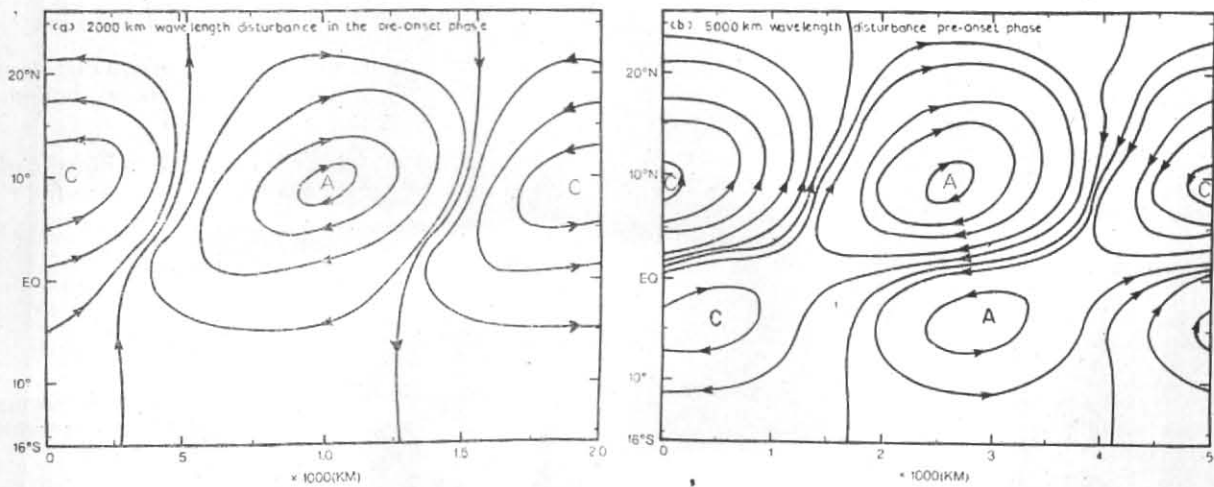 (a) 2000 km wavelength disturbance in the pre-onset phase
20°N
10°
EQ
10°
16°S
C
A
C
0
5.0
1.0
1.5
2.0
× 1000(KM)
(b) 5000 km wavelength disturbance pre-onset phase
20°N
10°N
EQ
10°
16°S
C
A
C
C
A
0
1
2
3
4
5
× 1000(KM)